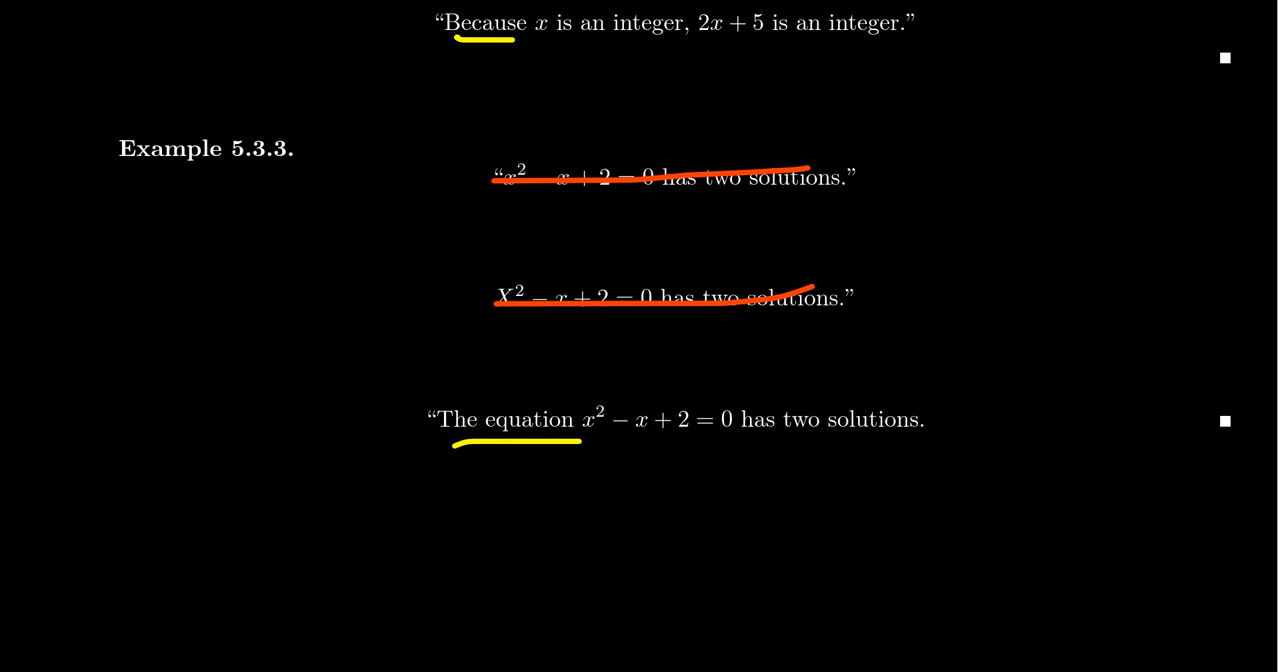 “Because x is an integer, 2x + 5 is an integer.”
Example 5.3.3.
“x² − x + 2 = 0 has two solutions.”
X² − x + 2 = 0 has two solutions.”
“The equation x² − x + 2 = 0 has two solutions.